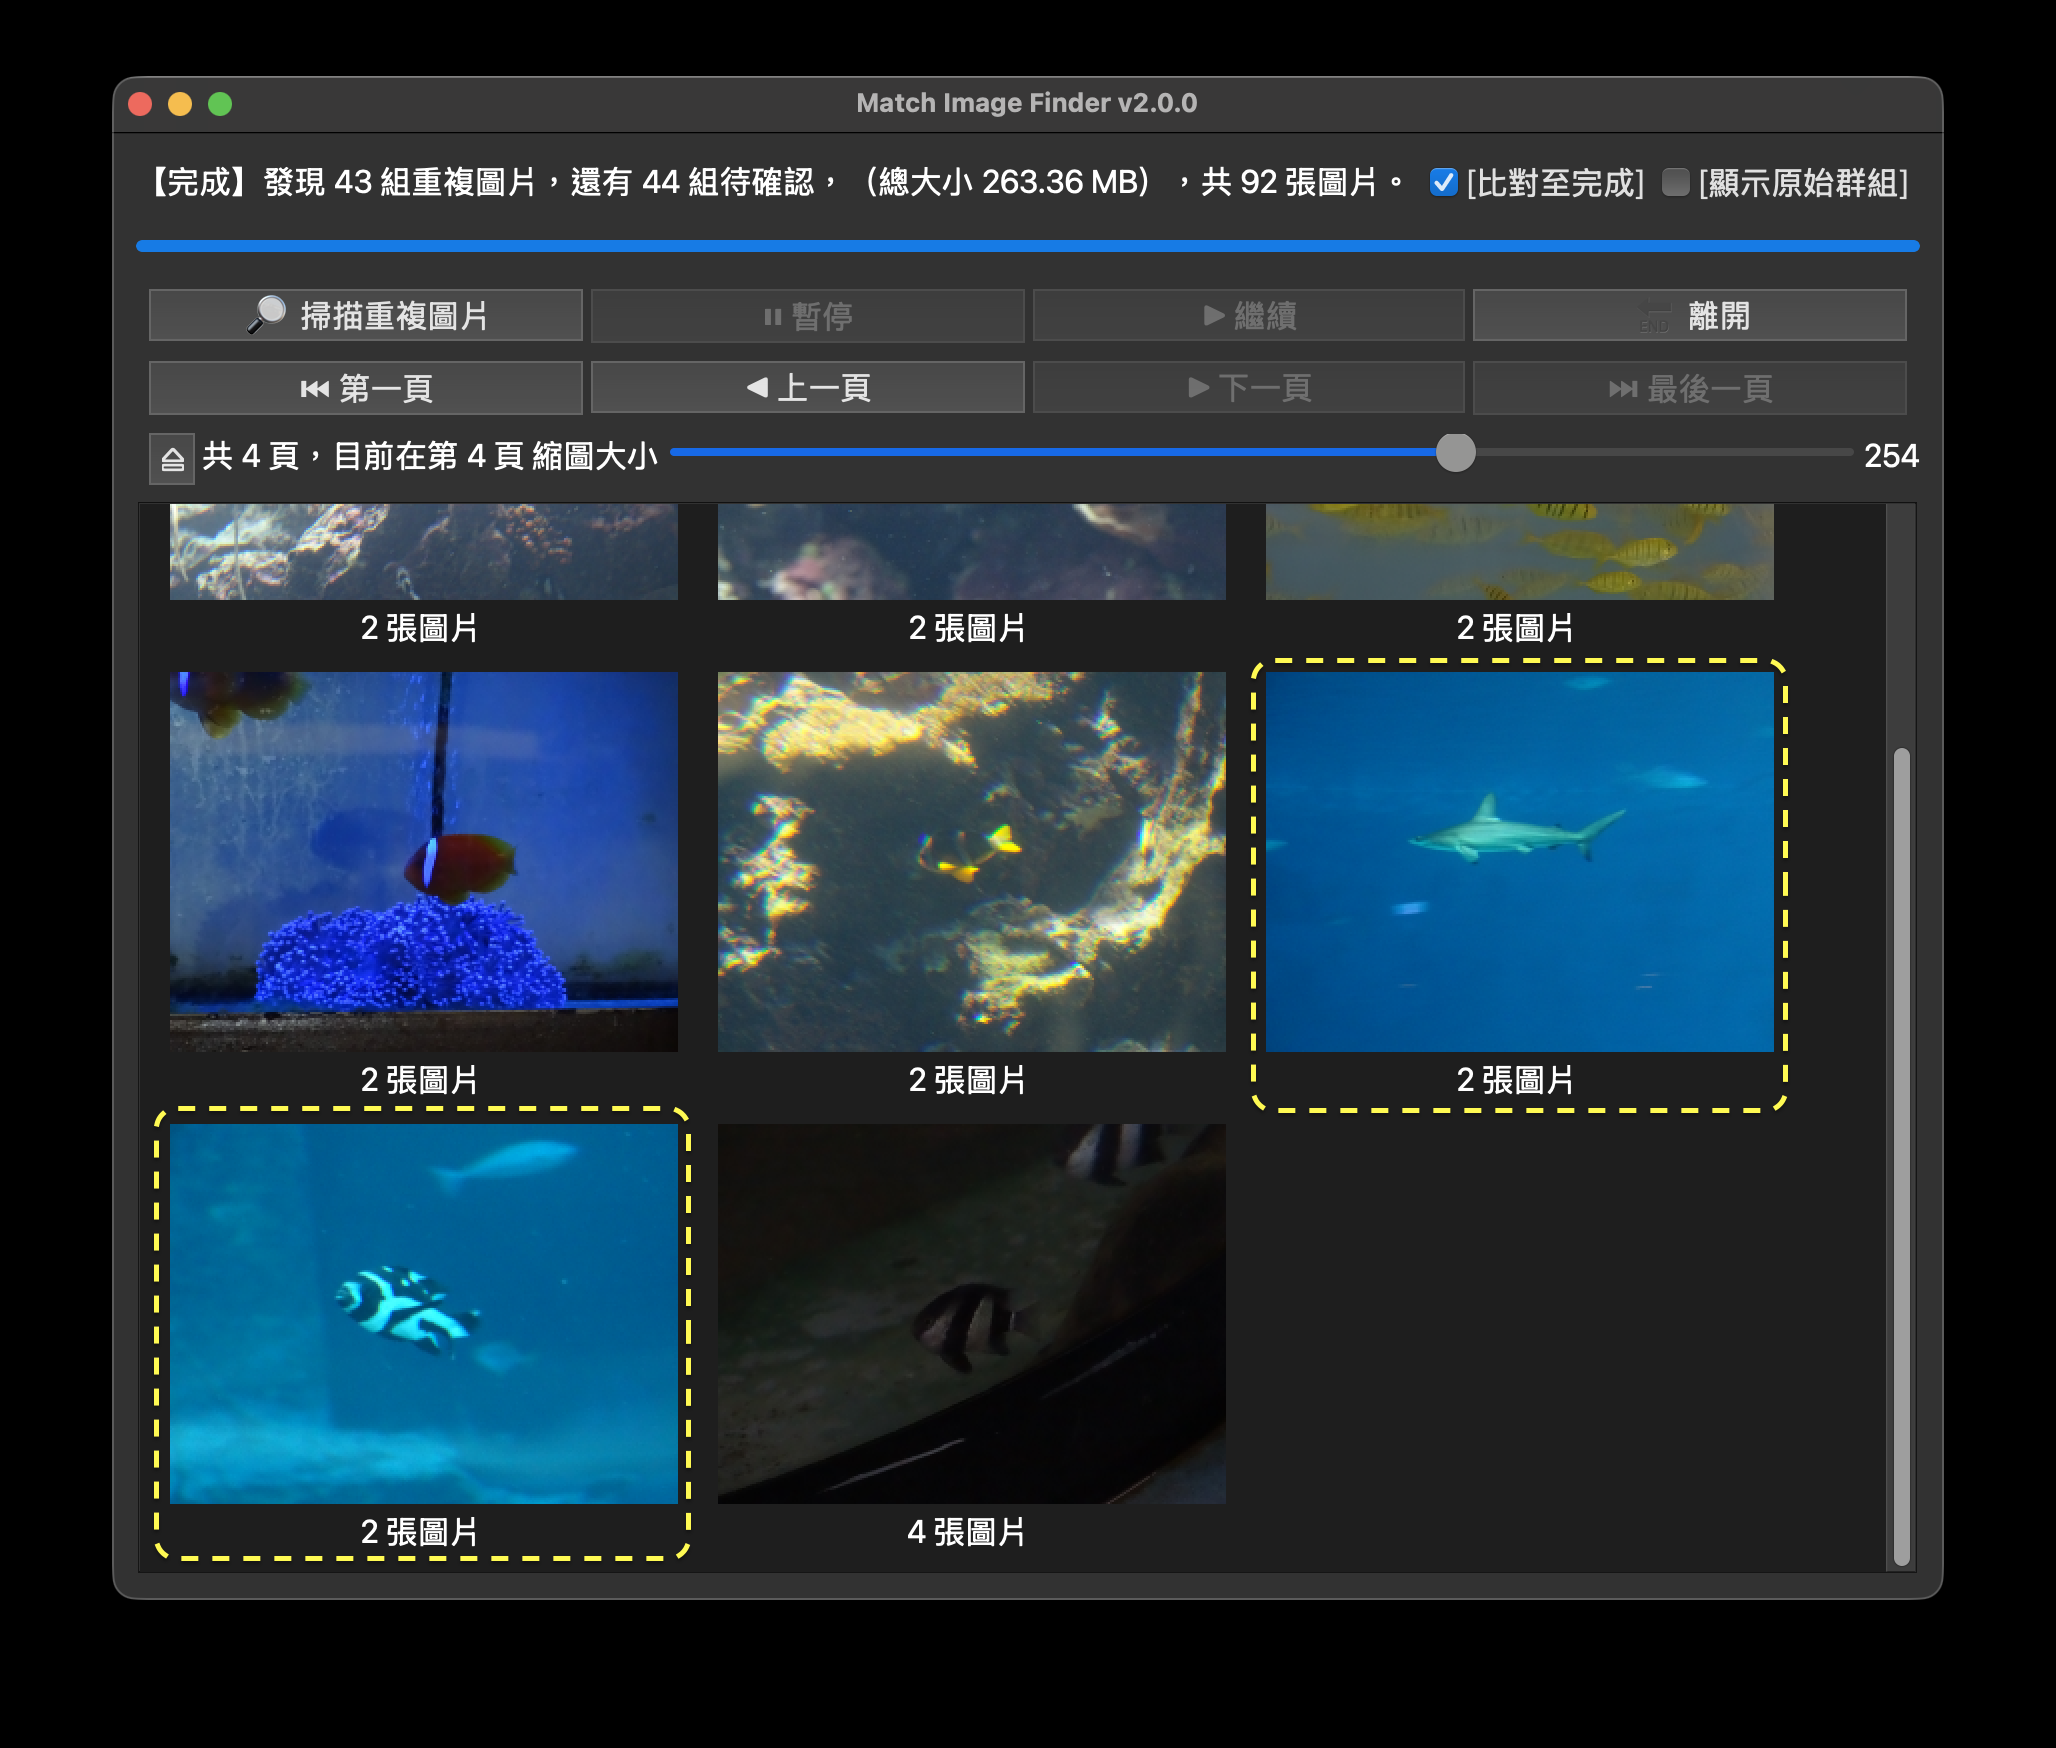 Match Image Finder v2.0.0
【完成】發現 43 組重複圖片，還有 44 組待確認，（總大小 263.36 MB），共 92 張圖片。 [比對至完成] [顯示原始群組]
掃描重複圖片 暫停 繼續 END 離開
第一頁 上一頁 下一頁 最後一頁
共 4 頁，目前在第 4 頁 縮圖大小 254
2 張圖片 2 張圖片 2 張圖片
2 張圖片 2 張圖片 2 張圖片
2 張圖片 4 張圖片